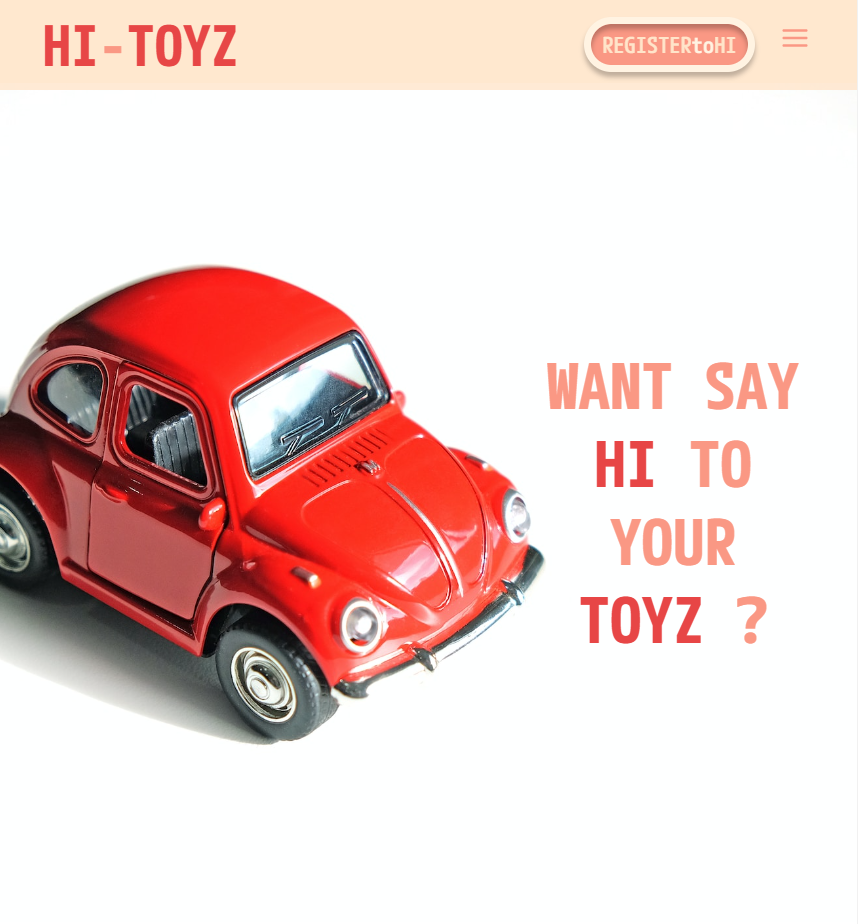 HI-TOYZ
REGISTERtoHI
WANT SAY
HI TO
YOUR
TOYZ ?